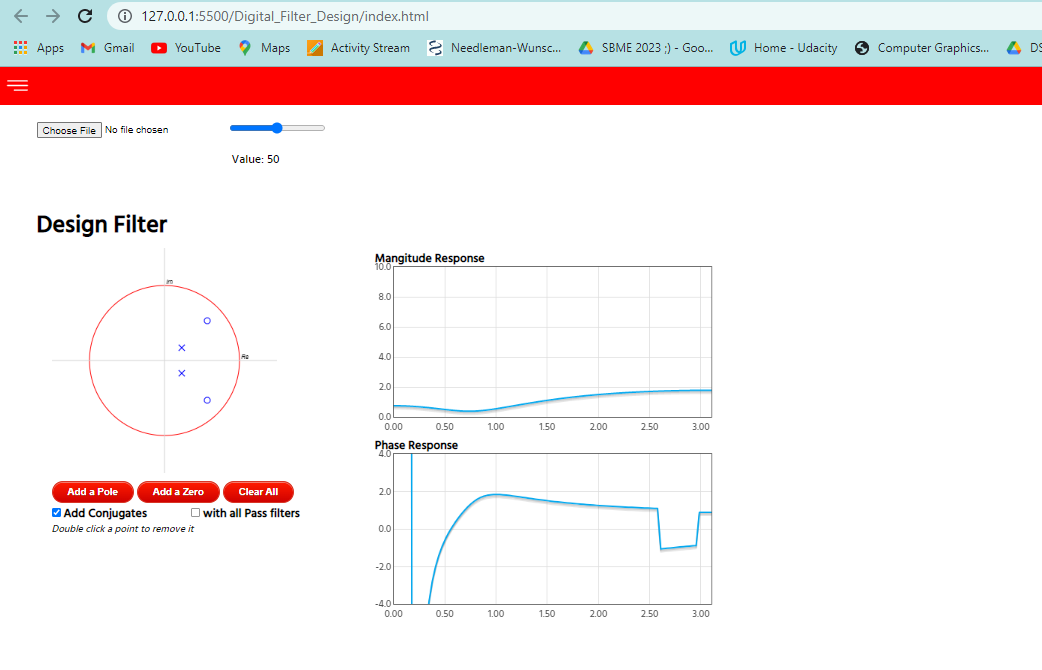 127.0.0.1:5500/Digital_Filter_Design/index.html
Apps Gmail YouTube Maps Activity Stream Needleman-Wunsc... SBME 2023 ;) - Goo... Home - Udacity Computer Graphics... DS
Choose File No file chosen
Value: 50
Design Filter
Mangitude Response
10.0
8.0
6.0
4.0
2.0
0.0
0.00 0.50 1.00 1.50 2.00 2.50 3.00
Im
Re
Phase Response
4.0
2.0
0.0
-2.0
-4.0
0.00 0.50 1.00 1.50 2.00 2.50 3.00
Add a Pole Add a Zero Clear All
Add Conjugates with all Pass filters
Double click a point to remove it